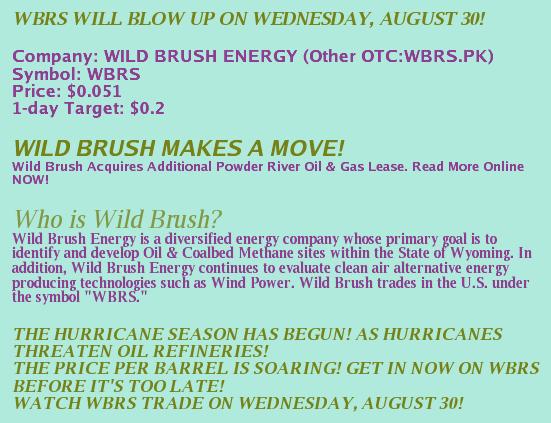 WBRS WILL BLOW UP ON WEDNESDAY, AUGUST 30!
Company: WILD BRUSH ENERGY (Other OTC:WBRS.PK)
Symbol: WBRS
Price: $0.051
1-day Target: $0.2
WILD BRUSH MAKES A MOVE!
Wild Brush Acquires Additional Powder River Oil & Gas Lease. Read More Online
NOW!
Who is Wild Brush?
Wild Brush Energy is a diversified energy company whose primary goal is to
identify and develop Oil & Coalbed Methane sites within the State of Wyoming. In
addition, Wild Brush Energy continues to evaluate clean air alternative energy
producing technologies such as Wind Power. Wild Brush trades in the U.S. under
the symbol "WBRS."
THE HURRICANE SEASON HAS BEGUN! AS HURRICANES
THREATEN OIL REFINERIES!
THE PRICE PER BARREL IS SOARING! GET IN NOW ON WBRS
BEFORE IT'S TOO LATE!
WATCH WBRS TRADE ON WEDNESDAY, AUGUST 30!